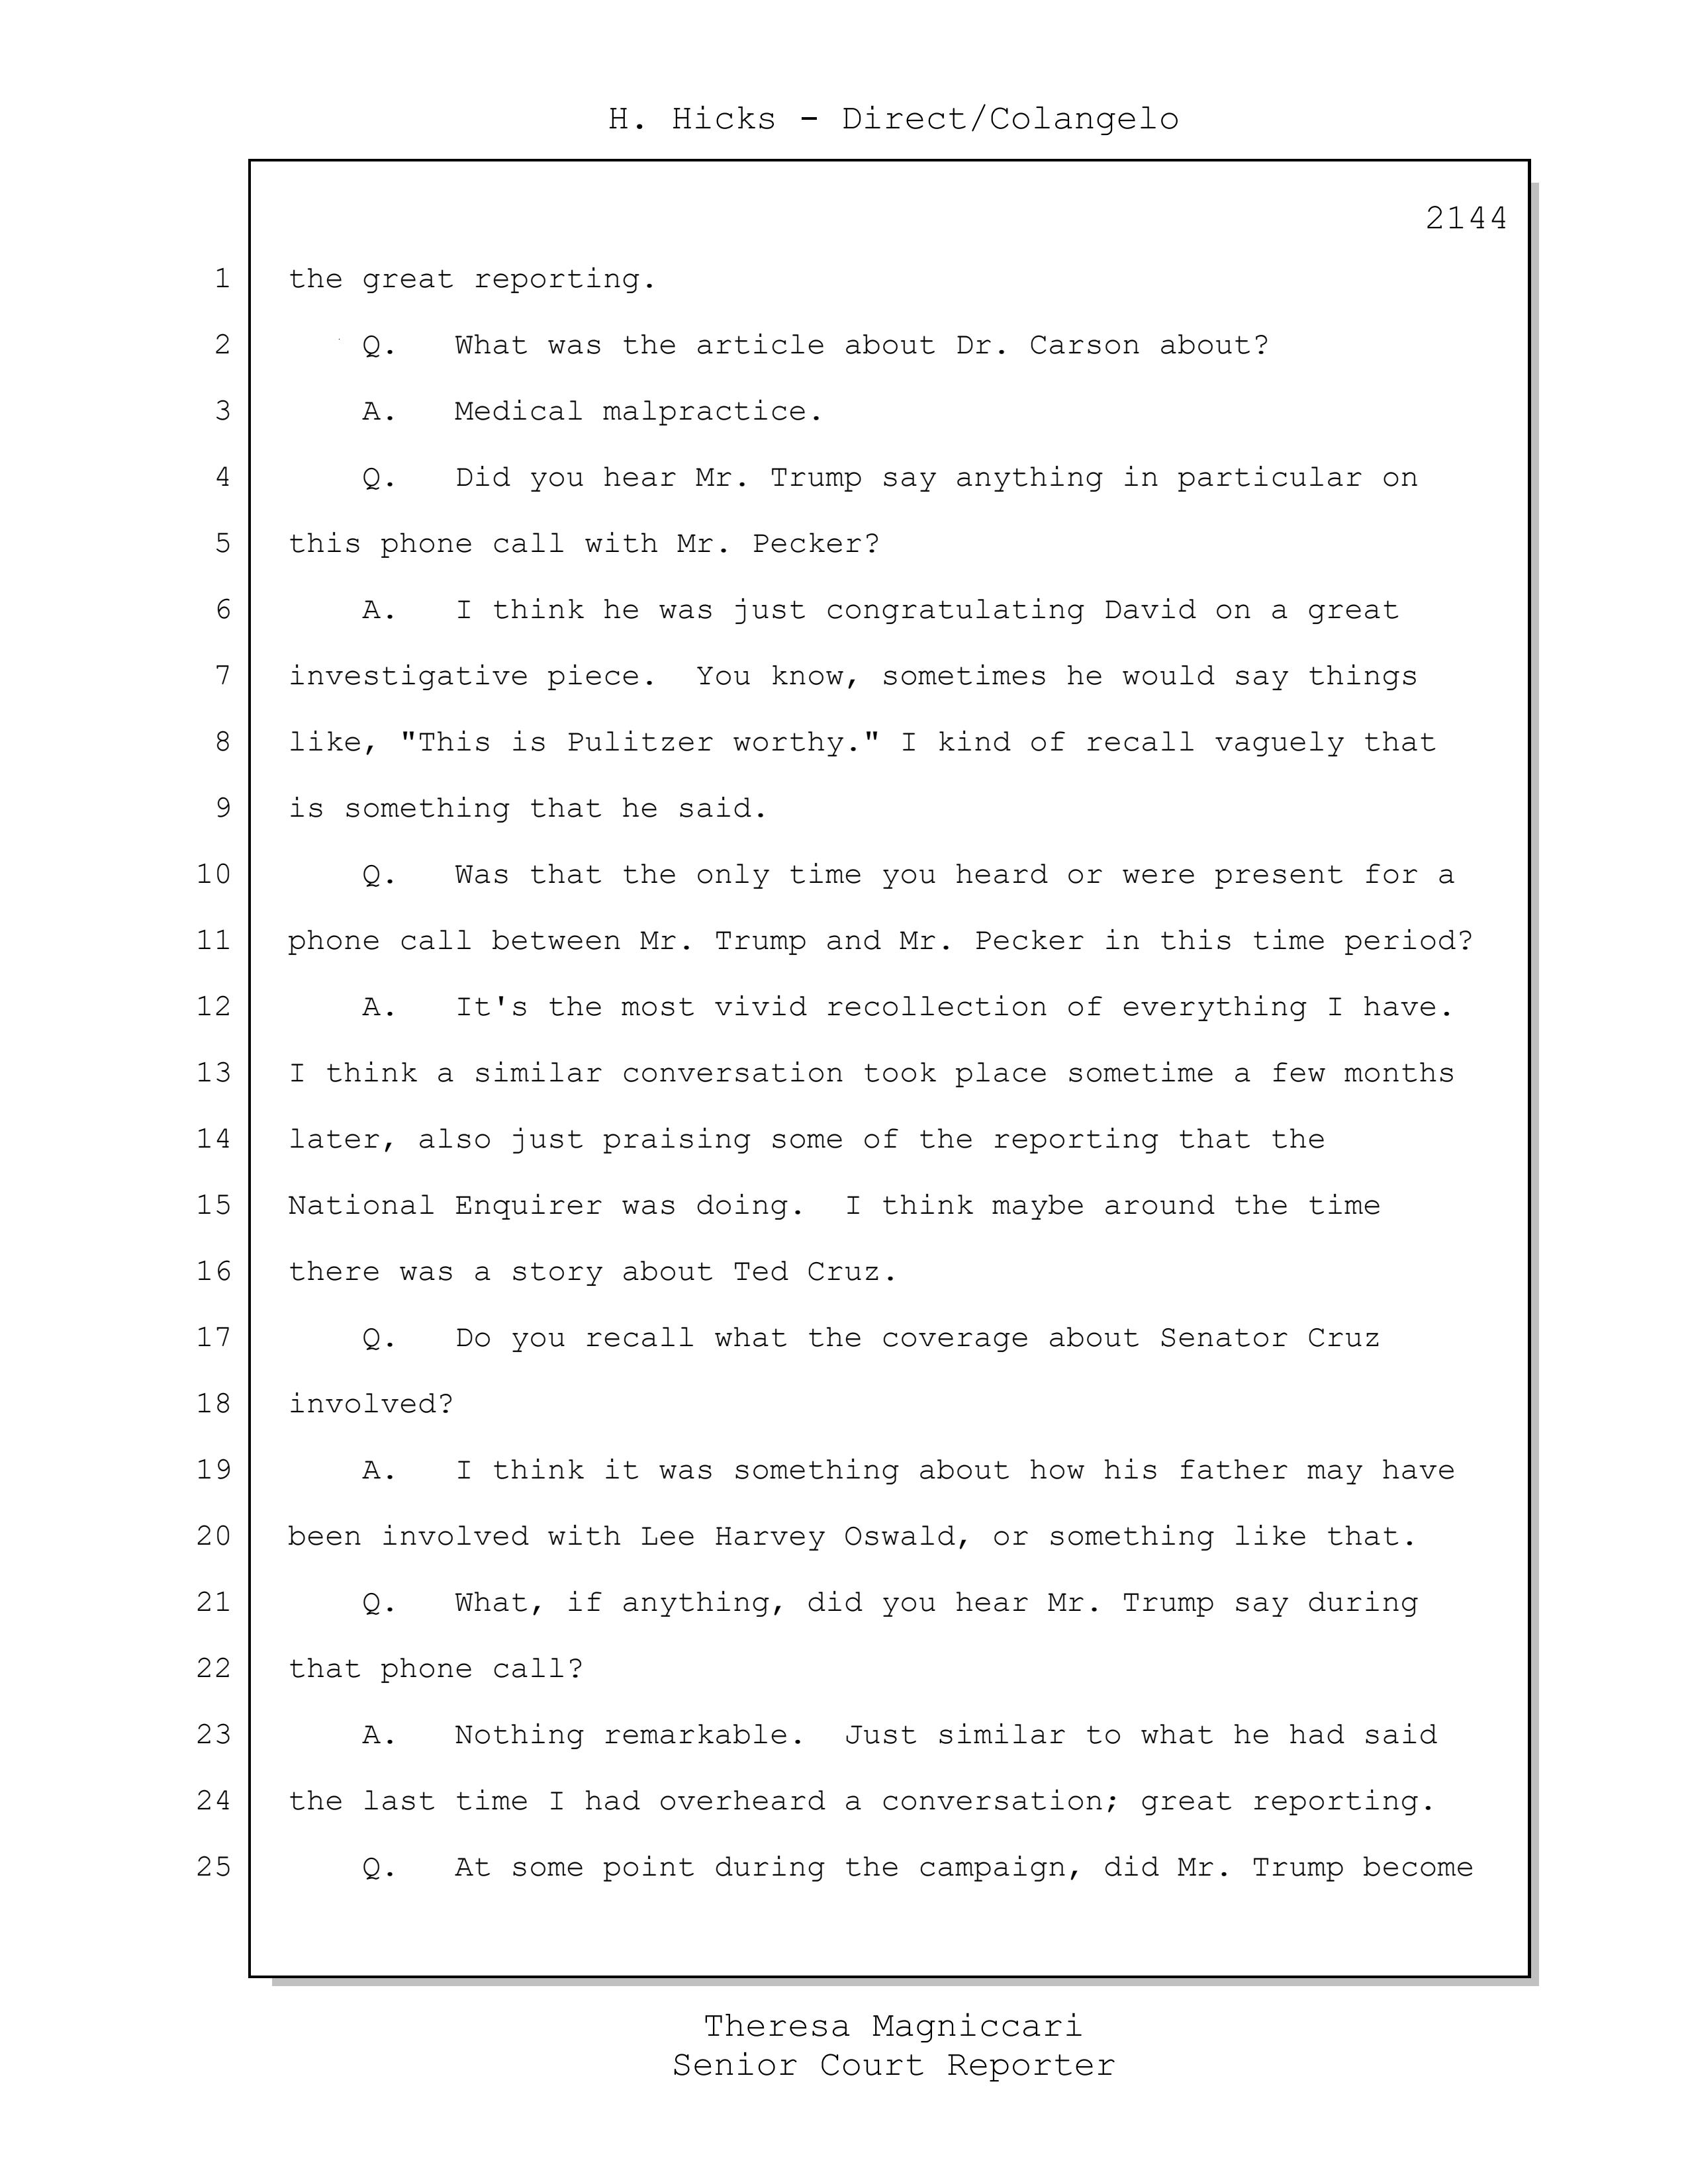 H. Hicks - Direct/Colangelo
2144
1 the great reporting.
2 Q. What was the article about Dr. Carson about?
3 A. Medical malpractice.
4 Q. Did you hear Mr. Trump say anything in particular on
5 this phone call with Mr. Pecker?
6 A. I think he was just congratulating David on a great
7 investigative piece. You know, sometimes he would say things
8 like, "This is Pulitzer worthy." I kind of recall vaguely that
9 is something that he said.
10 Q. Was that the only time you heard or were present for a
11 phone call between Mr. Trump and Mr. Pecker in this time period?
12 A. It's the most vivid recollection of everything I have.
13 I think a similar conversation took place sometime a few months
14 later, also just praising some of the reporting that the
15 National Enquirer was doing. I think maybe around the time
16 there was a story about Ted Cruz.
17 Q. Do you recall what the coverage about Senator Cruz
18 involved?
19 A. I think it was something about how his father may have
20 been involved with Lee Harvey Oswald, or something like that.
21 Q. What, if anything, did you hear Mr. Trump say during
22 that phone call?
23 A. Nothing remarkable. Just similar to what he had said
24 the last time I had overheard a conversation; great reporting.
25 Q. At some point during the campaign, did Mr. Trump become
Theresa Magniccari
Senior Court Reporter